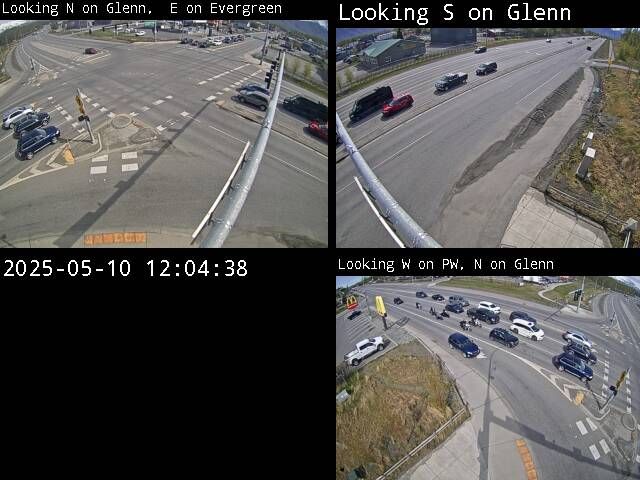 Looking N on Glenn, E on Evergreen
Looking S on Glenn
2025-05-10 12:04:38
Looking W on PW, N on Glenn